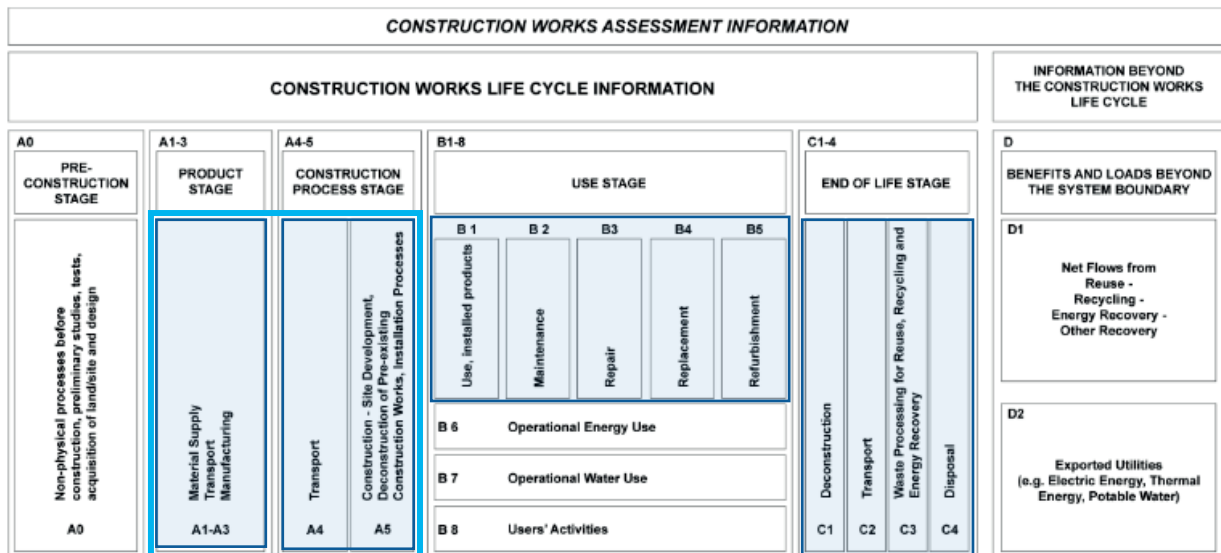 CONSTRUCTION WORKS ASSESSMENT INFORMATION
CONSTRUCTION WORKS LIFE CYCLE INFORMATION
INFORMATION BEYOND
THE CONSTRUCTION WORKS
LIFE CYCLE
A0
PRE-
CONSTRUCTION
STAGE
A1-3
PRODUCT
STAGE
A4-5
CONSTRUCTION
PROCESS STAGE
B1-8
USE STAGE
C1-4
END OF LIFE STAGE
D
BENEFITS AND LOADS BEYOND
THE SYSTEM BOUNDARY
Non-physical processes before
construction, preliminary studies, tests,
acquisition of land/site and design
A0
Material Supply
Transport
Manufacturing
A1-A3
Transport
A4
Construction - Site Development,
Deconstruction of Pre-existing
Construction Works, Installation Processes
A5
B 1
Use, installed products
B 2
Maintenance
B3
Repair
B4
Replacement
B5
Refurbishment
B 6 Operational Energy Use
B 7 Operational Water Use
B 8 Users' Activities
Deconstruction
C1
Transport
C2
Waste Processing for Reuse, Recycling and
Energy Recovery
C3
Disposal
C4
D1
Net Flows from
Reuse -
Recycling -
Energy Recovery -
Other Recovery
D2
Exported Utilities
(e.g. Electric Energy, Thermal
Energy, Potable Water)